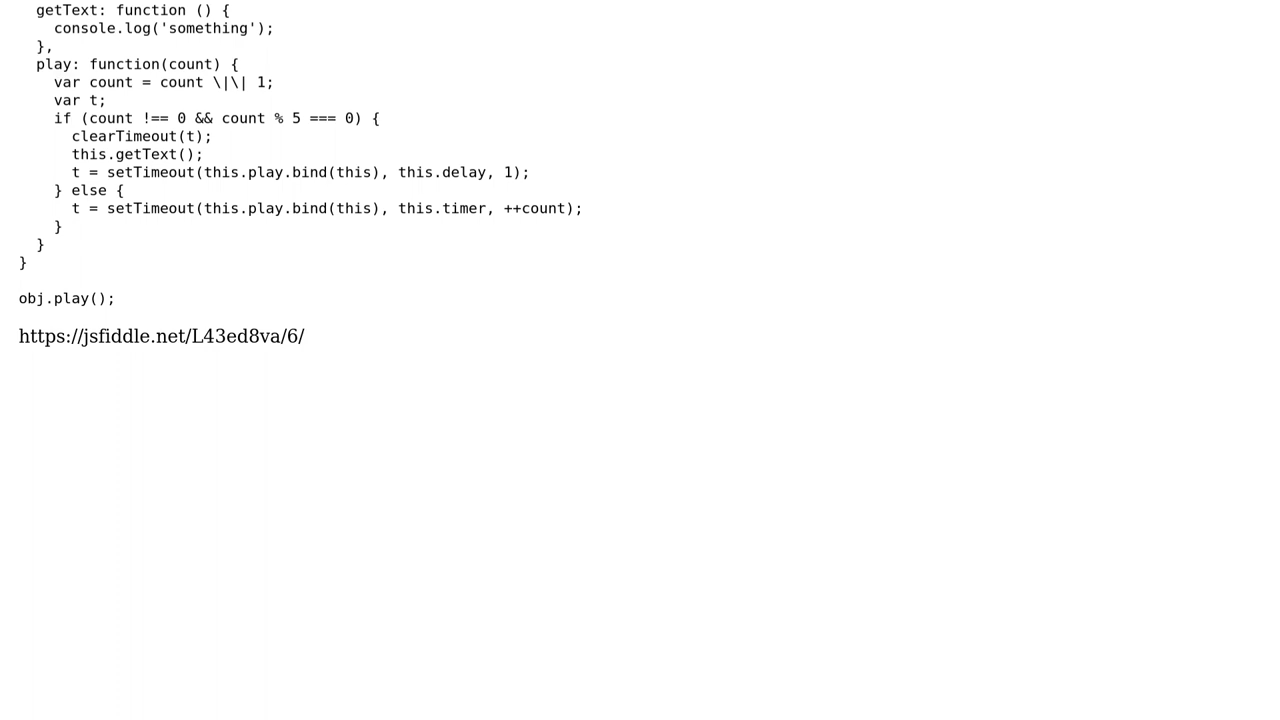 getText: function () {
    console.log('something');
  },
  play: function(count) {
    var count = count \|\| 1;
    var t;
    if (count !== 0 && count % 5 === 0) {
      clearTimeout(t);
      this.getText();
      t = setTimeout(this.play.bind(this), this.delay, 1);
    } else {
      t = setTimeout(this.play.bind(this), this.timer, ++count);
    }
  }
}

obj.play();

https://jsfiddle.net/L43ed8va/6/